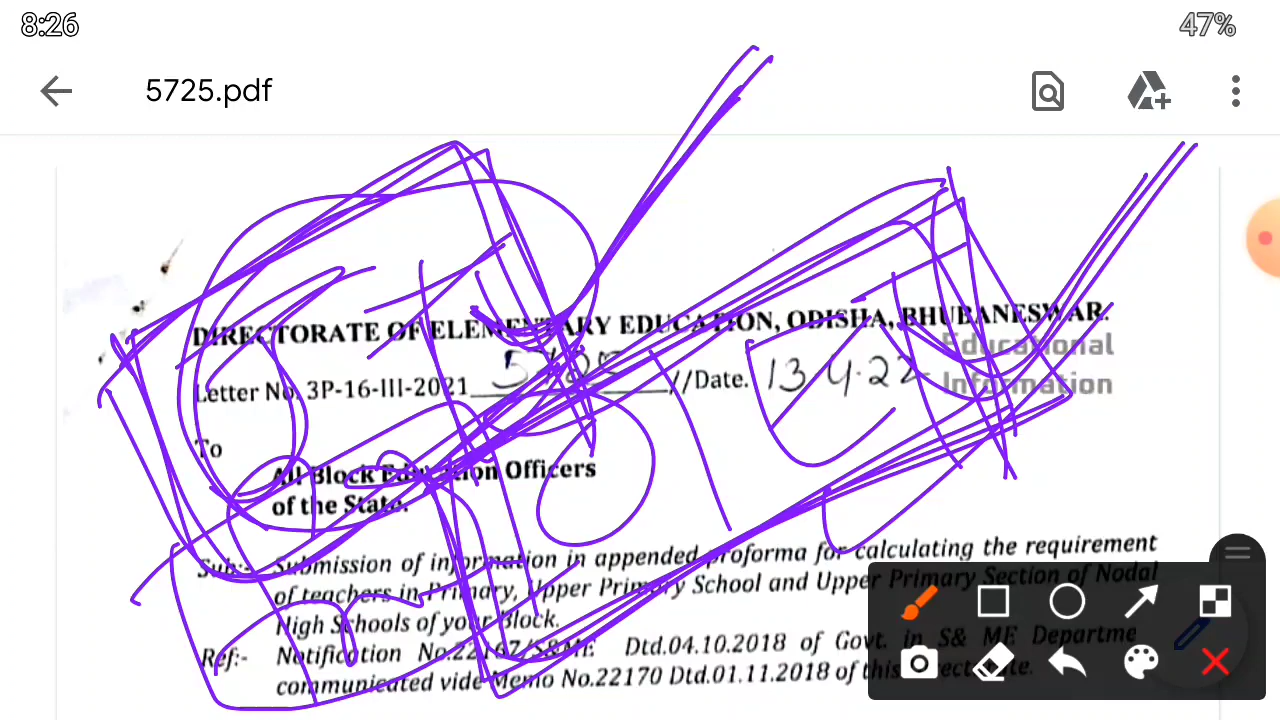 8:26
47%
5725.pdf
DIRECTORATE OF ELEMENTARY EDUCATION, ODISHA, BHUBANESWAR.
Educational
Information
Letter No. 3P-16-III-2021 //Date. 13.4.22
To
All Block Education Officers
of the State.
Sub:- Submission of information in appended proforma for calculating the requirement
of teachers in Primary, Upper Primary School and Upper Primary Section of Nodal
High Schools of your Block.
Ref:- Notification No.22167/S&ME Dtd.04.10.2018 of Govt. in S& ME Departme
communicated vide Memo No.22170 Dtd.01.11.2018 of this